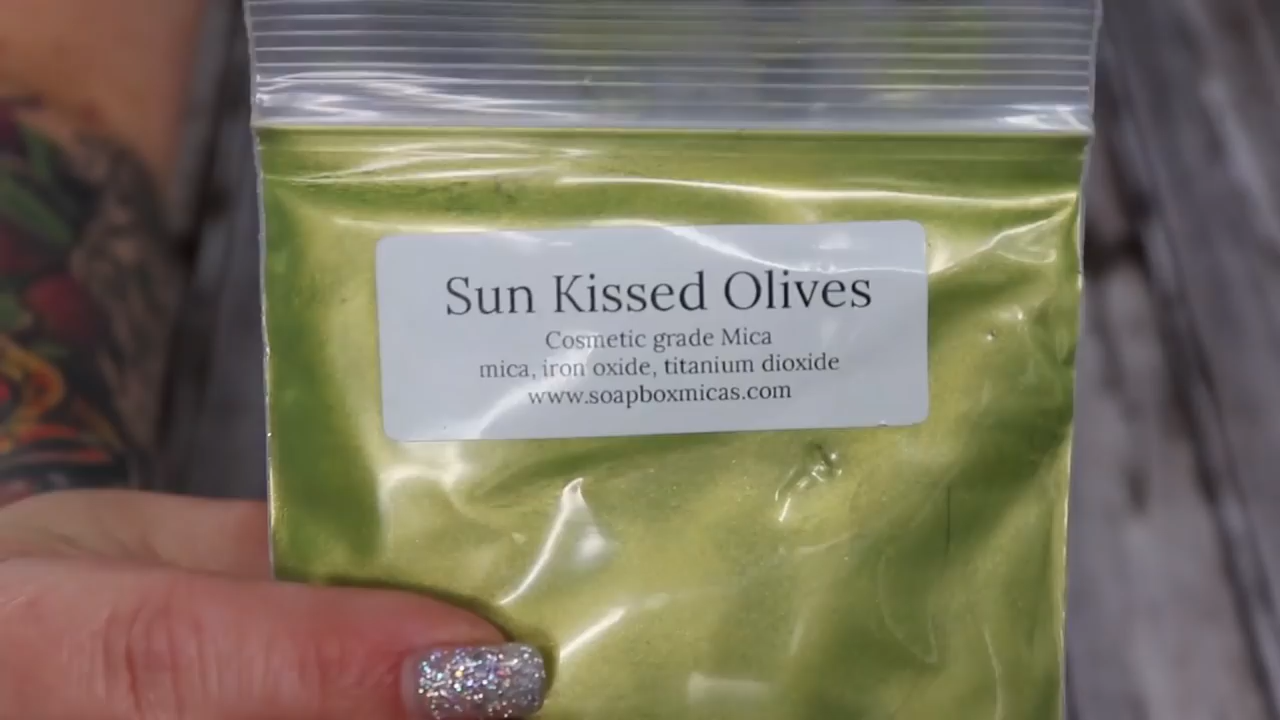 Sun Kissed Olives
Cosmetic grade Mica
mica, iron oxide, titanium dioxide
www.soapboxmicas.com